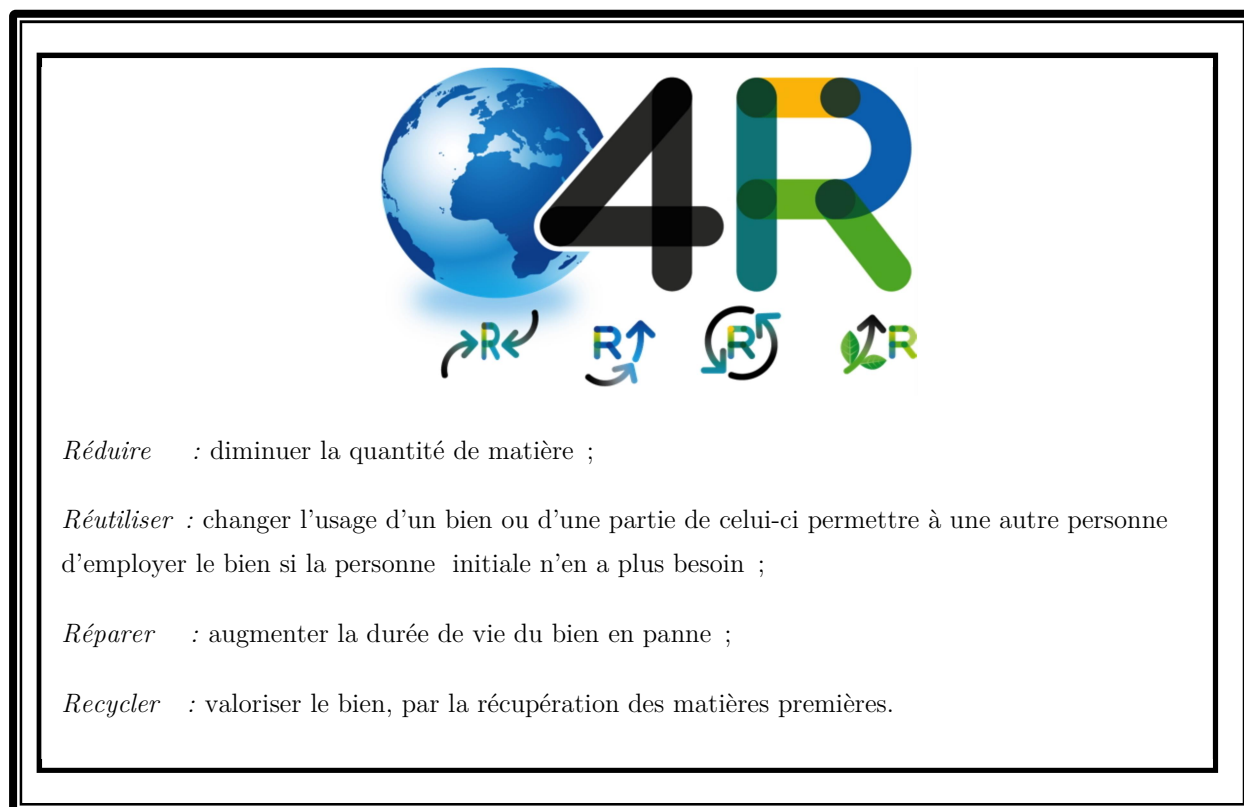 4R
R R R R
Réduire : diminuer la quantité de matière ;
Réutiliser : changer l'usage d'un bien ou d'une partie de celui-ci permettre à une autre personne
d'employer le bien si la personne initiale n'en a plus besoin ;
Réparer : augmenter la durée de vie du bien en panne ;
Recycler : valoriser le bien, par la récupération des matières premières.